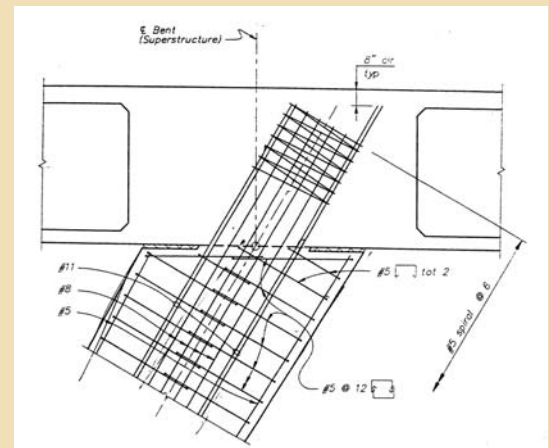 ℄ Bent
(Superstructure)
8" clr
typ
#11
#8
#5
#5 tot 2
#5 @ 12
#5 spiral @ 6